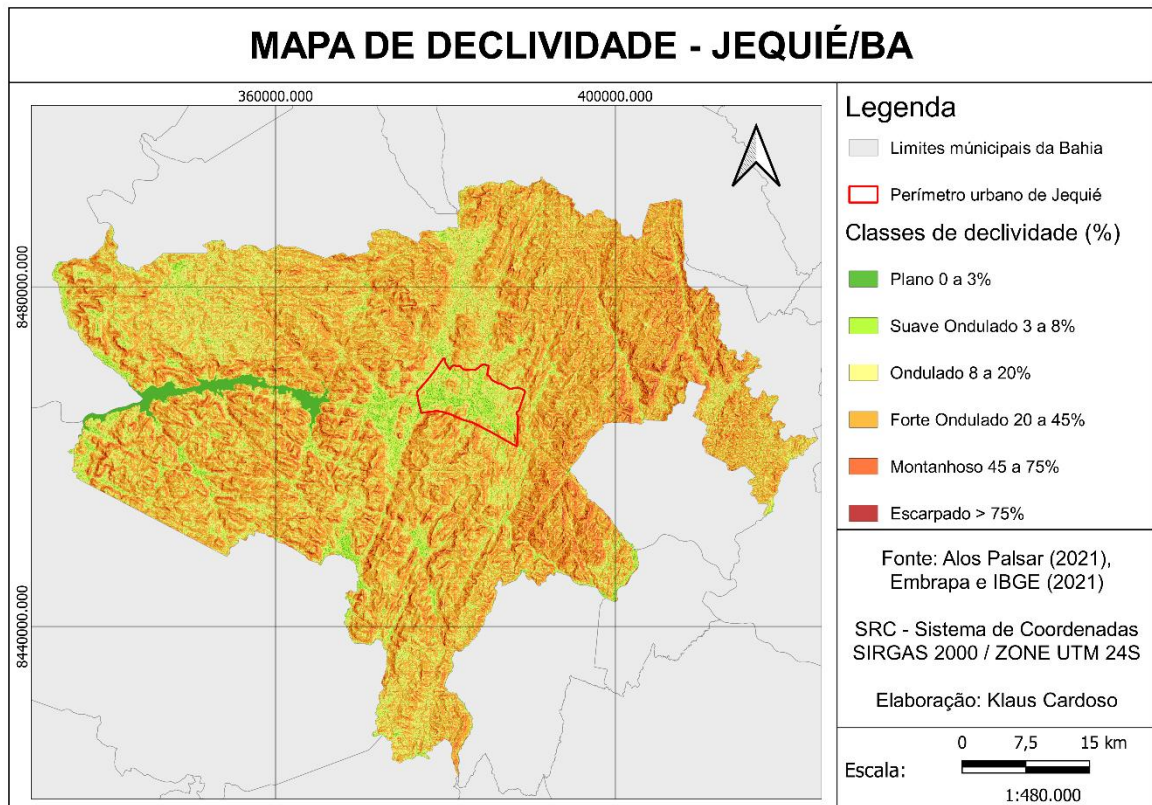 MAPA DE DECLIVIDADE - JEQUIÉ/BA
360000.000
400000.000
8480000.000
8440000.000
Legenda
Limites múnicipais da Bahia
Perímetro urbano de Jequié
Classes de declividade (%)
Plano 0 a 3%
Suave Ondulado 3 a 8%
Ondulado 8 a 20%
Forte Ondulado 20 a 45%
Montanhoso 45 a 75%
Escarpado > 75%
Fonte: Alos Palsar (2021),
Embrapa e IBGE (2021)
SRC - Sistema de Coordenadas
SIRGAS 2000 / ZONE UTM 24S
Elaboração: Klaus Cardoso
0 7,5 15 km
Escala:
1:480.000